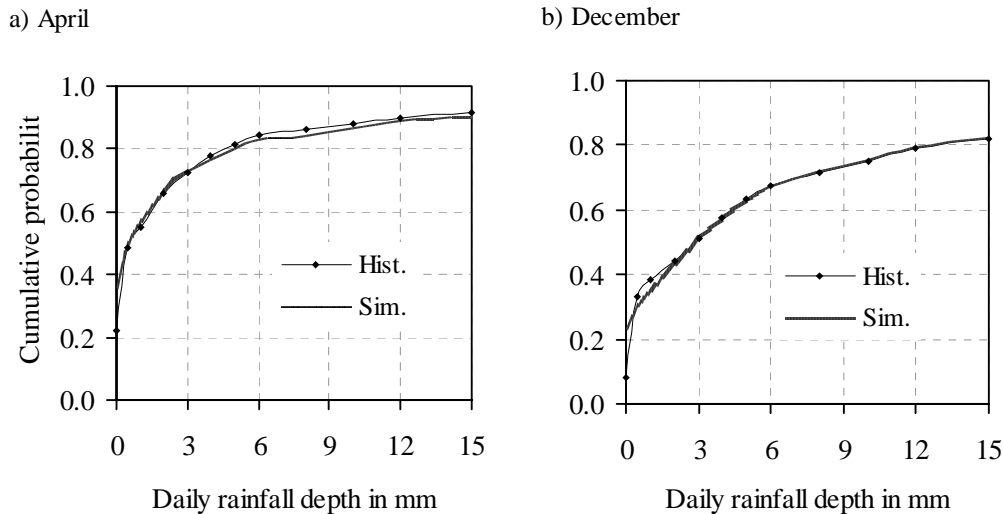 a) April
1.0
0.8
0.6
0.4
0.2
0.0
Cumulative probabilit
Hist.
Sim.
0 3 6 9 12 15
Daily rainfall depth in mm
b) December
1.0
0.8
0.6
0.4
0.2
0.0
Hist.
Sim.
0 3 6 9 12 15
Daily rainfall depth in mm